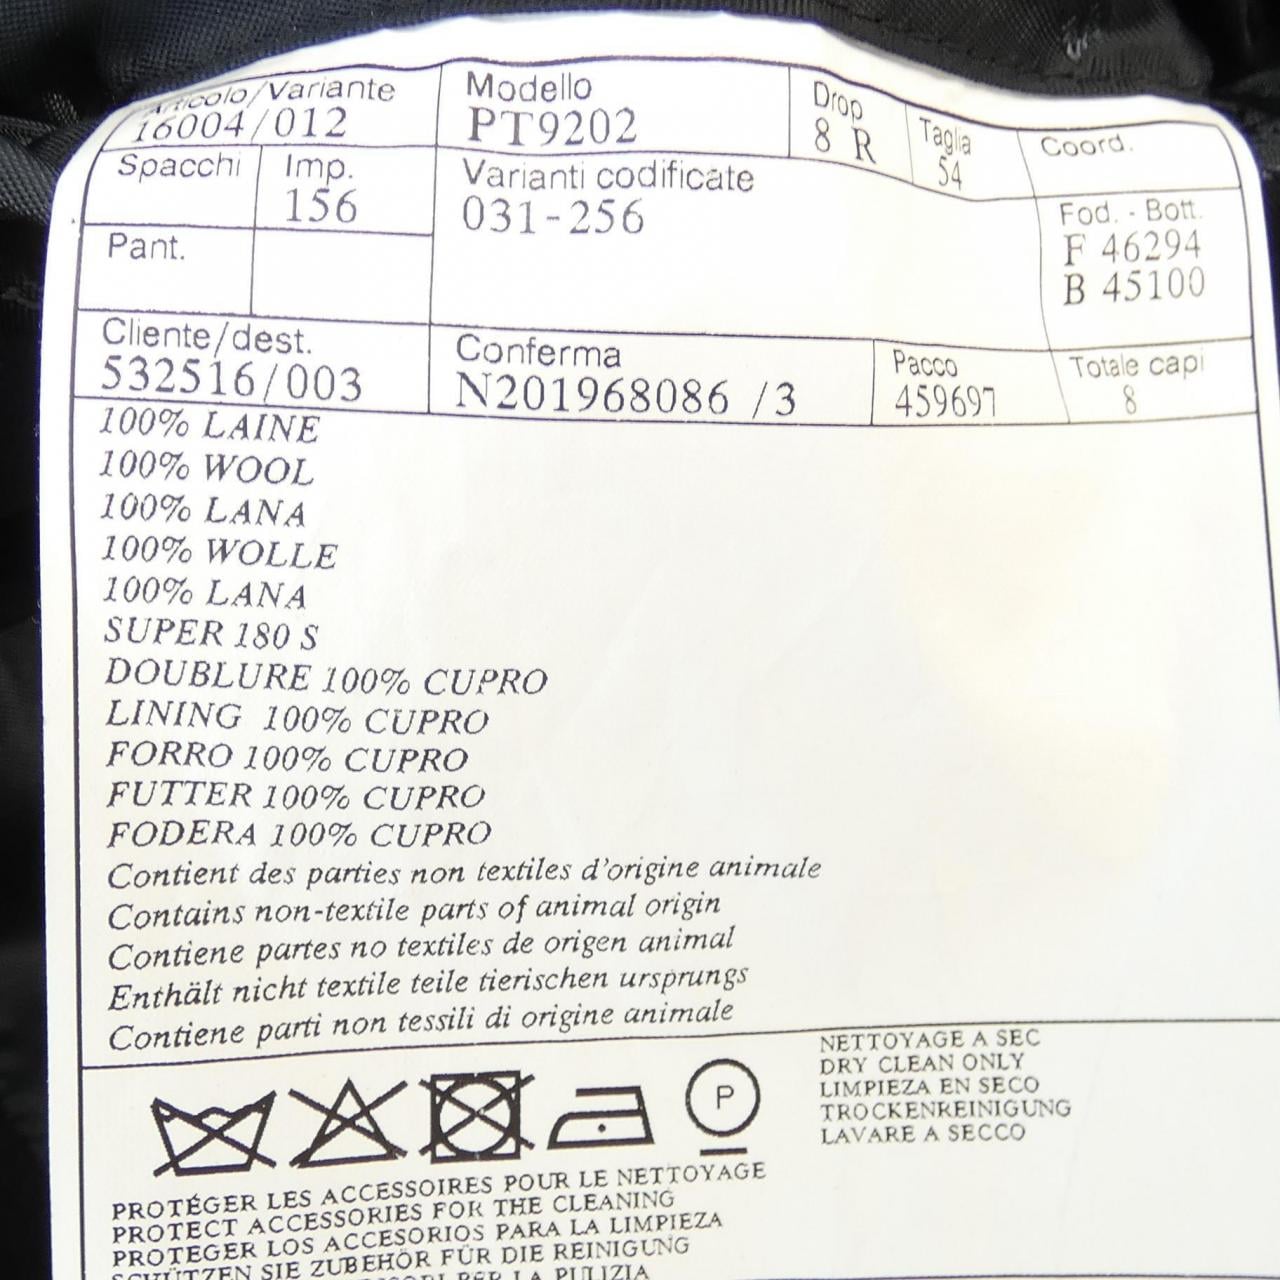 Articolo/Variante
16004/012
Modello
PT9202
Drop
8 R
Taglia
54
Coord.
Spacchi
Imp.
156
Varianti codificate
031-256
Fod. - Bott.
F 46294
B 45100
Pant.
Cliente/dest.
532516/003
Conferma
N201968086 /3
Pacco
459697
Totale capi
8
100% LAINE
100% WOOL
100% LANA
100% WOLLE
100% LANA
SUPER 180 S
DOUBLURE 100% CUPRO
LINING 100% CUPRO
FORRO 100% CUPRO
FUTTER 100% CUPRO
FODERA 100% CUPRO
Contient des parties non textiles d'origine animale
Contains non-textile parts of animal origin
Contiene partes no textiles de origen animal
Enthält nicht textile teile tierischen ursprungs
Contiene parti non tessili di origine animale
P
NETTOYAGE A SEC
DRY CLEAN ONLY
LIMPIEZA EN SECO
TROCKENREINIGUNG
LAVARE A SECCO
PROTÉGER LES ACCESSOIRES POUR LE NETTOYAGE
PROTECT ACCESSORIES FOR THE CLEANING
PROTEGER LOS ACCESORIOS PARA LA LIMPIEZA
SCHÜTZEN SIE ZUBEHÖR FÜR DIE REINIGUNG
PER LA PULIZIA